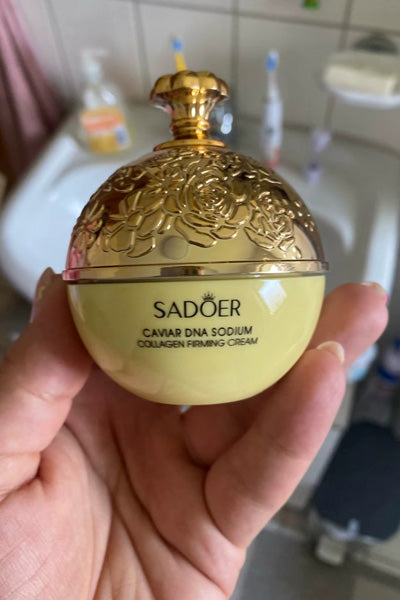 SADOER
CAVIAR DNA SODIUM
COLLAGEN FIRMING CREAM